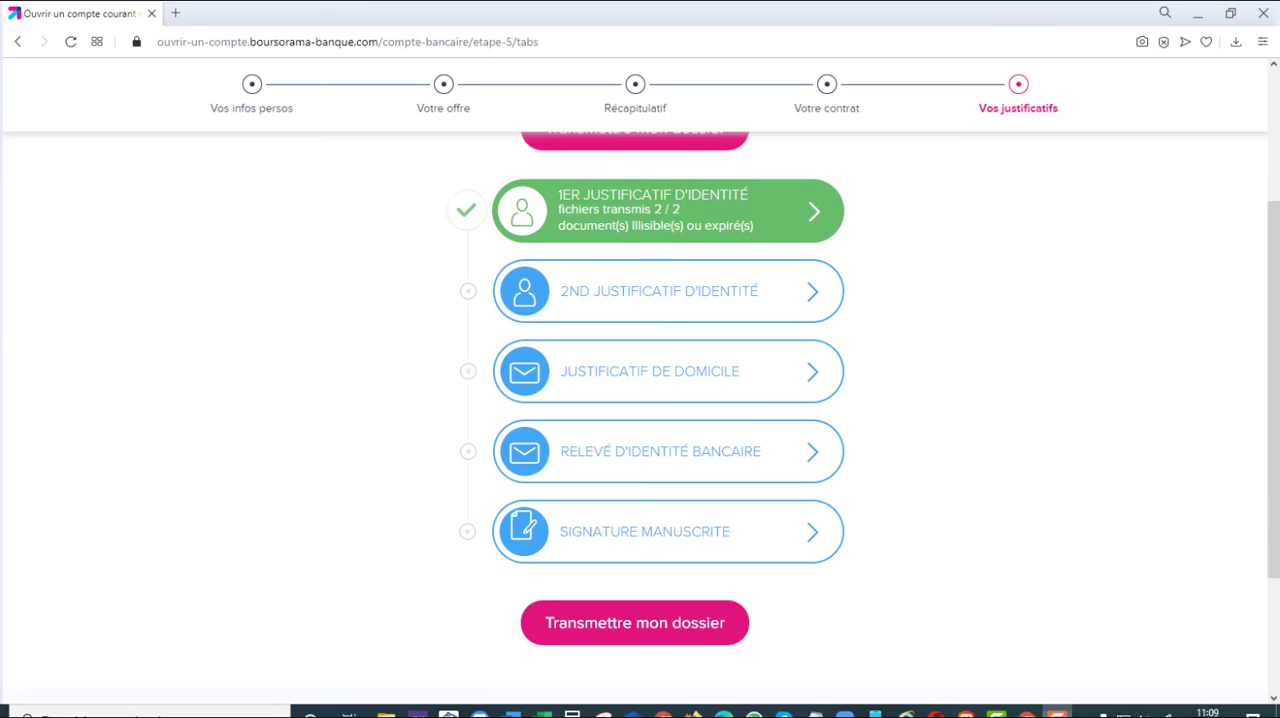 Ouvrir un compte courant
ouvrir-un-compte.boursorama-banque.com/compte-bancaire/etape-5/tabs
Vos infos persos
Votre offre
Récapitulatif
Votre contrat
Vos justificatifs
1ER JUSTIFICATIF D'IDENTITÉ
fichiers transmis 2 / 2
document(s) Illisible(s) ou expiré(s)
2ND JUSTIFICATIF D'IDENTITÉ
JUSTIFICATIF DE DOMICILE
RELEVÉ D'IDENTITÉ BANCAIRE
SIGNATURE MANUSCRITE
Transmettre mon dossier
11:09